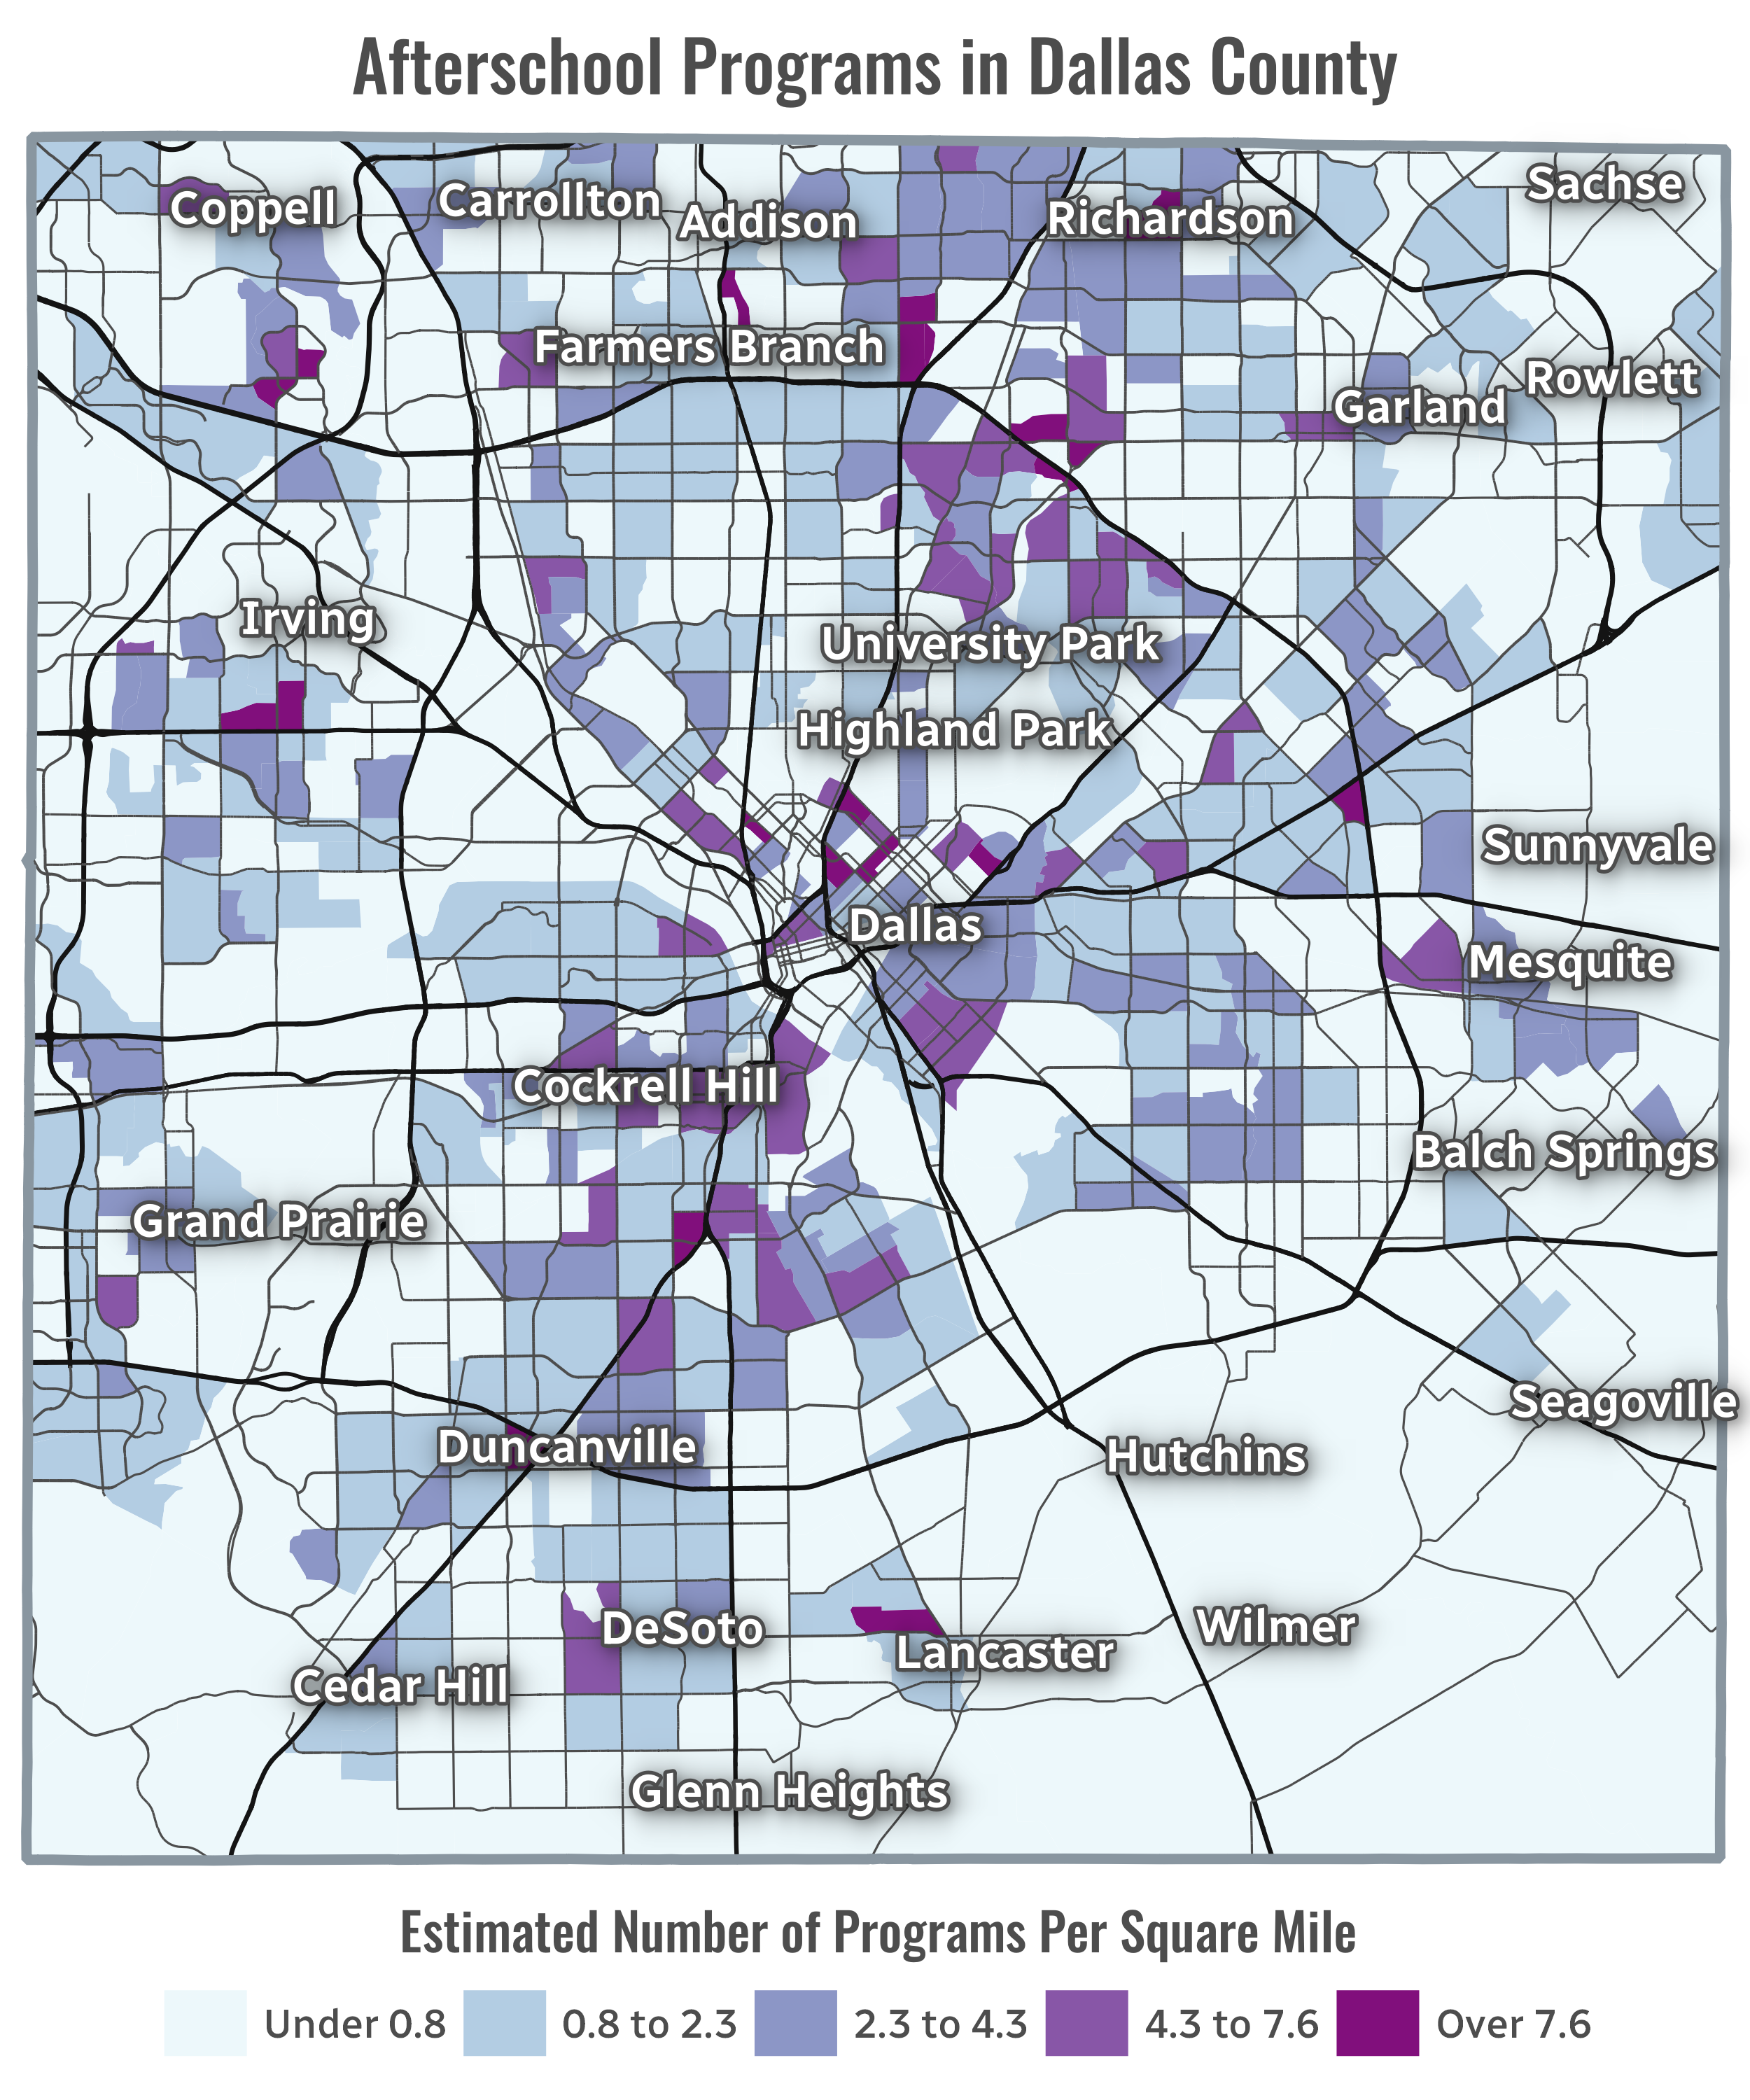 Afterschool Programs in Dallas County
Sachse
Coppell
Carrollton
Addison
Richardson
Farmers Branch
Rowlett
Garland
Irving
University Park
Highland Park
Sunnyvale
Dallas
Mesquite
Cockrell Hill
Balch Springs
Grand Prairie
Seagoville
Duncanville
Hutchins
DeSoto
Wilmer
Lancaster
Cedar Hill
Glenn Heights
Estimated Number of Programs Per Square Mile
Under 0.8 0.8 to 2.3 2.3 to 4.3 4.3 to 7.6 Over 7.6